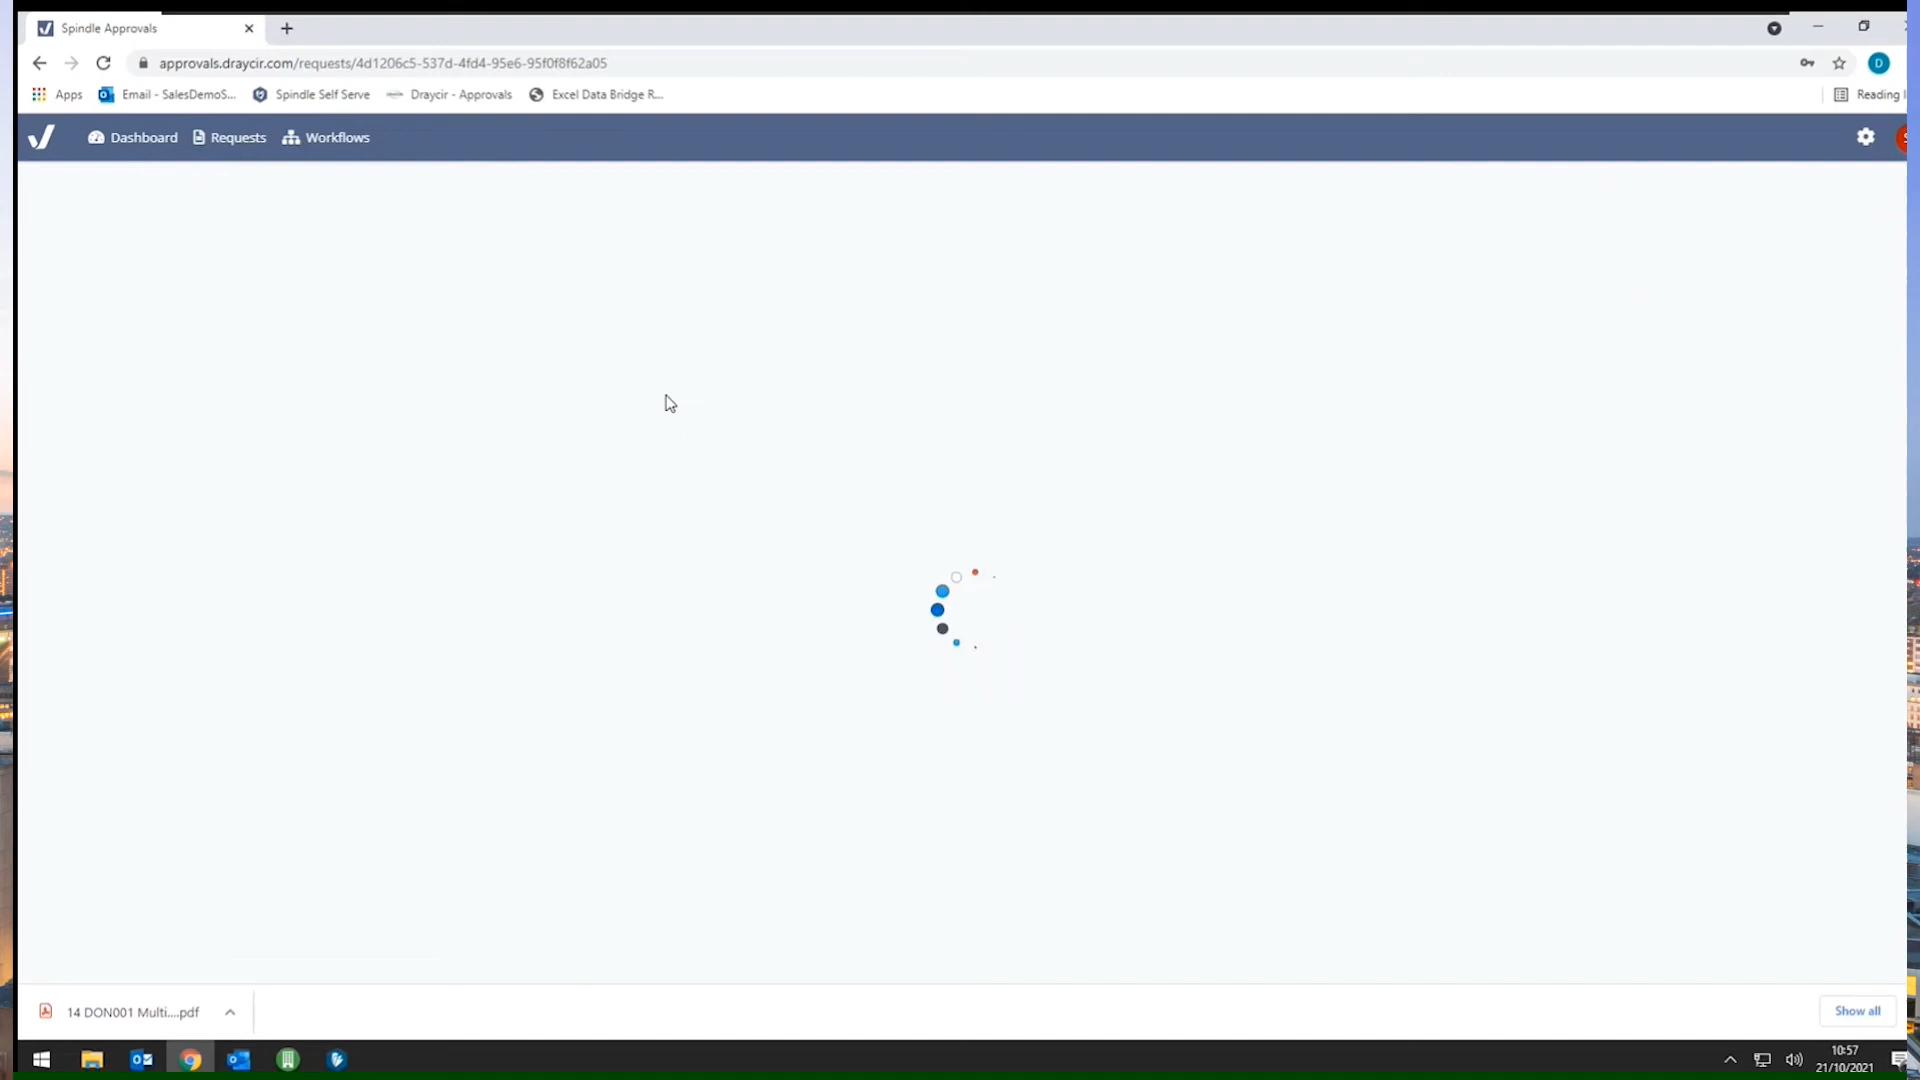 Spindle Approvals
approvals.draycir.com/requests/4d1206c5-537d-4fd4-95e6-95f0f8f62a05
Apps
Email - SalesDemoS...
Spindle Self Serve
Draycir - Approvals
Excel Data Bridge R...
Reading
D
Dashboard
Requests
Workflows
14 DON001 Multi....pdf
Show all
10:57
21/10/2021